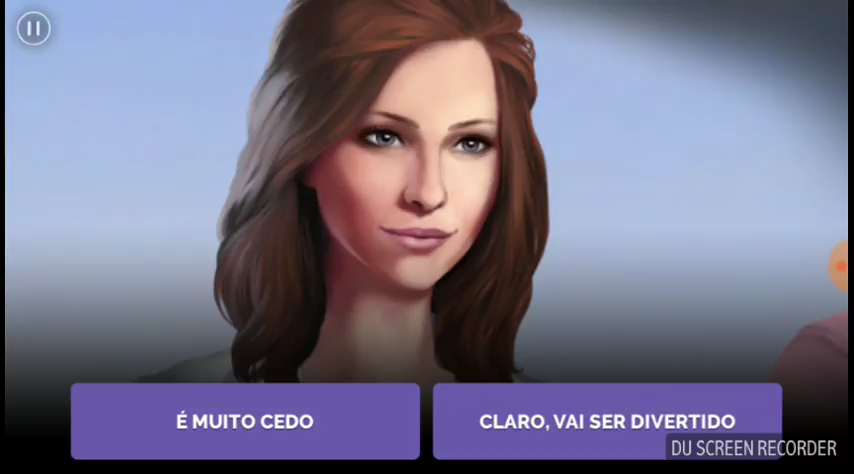 É MUITO CEDO
CLARO, VAI SER DIVERTIDO
DU SCREEN RECORDER